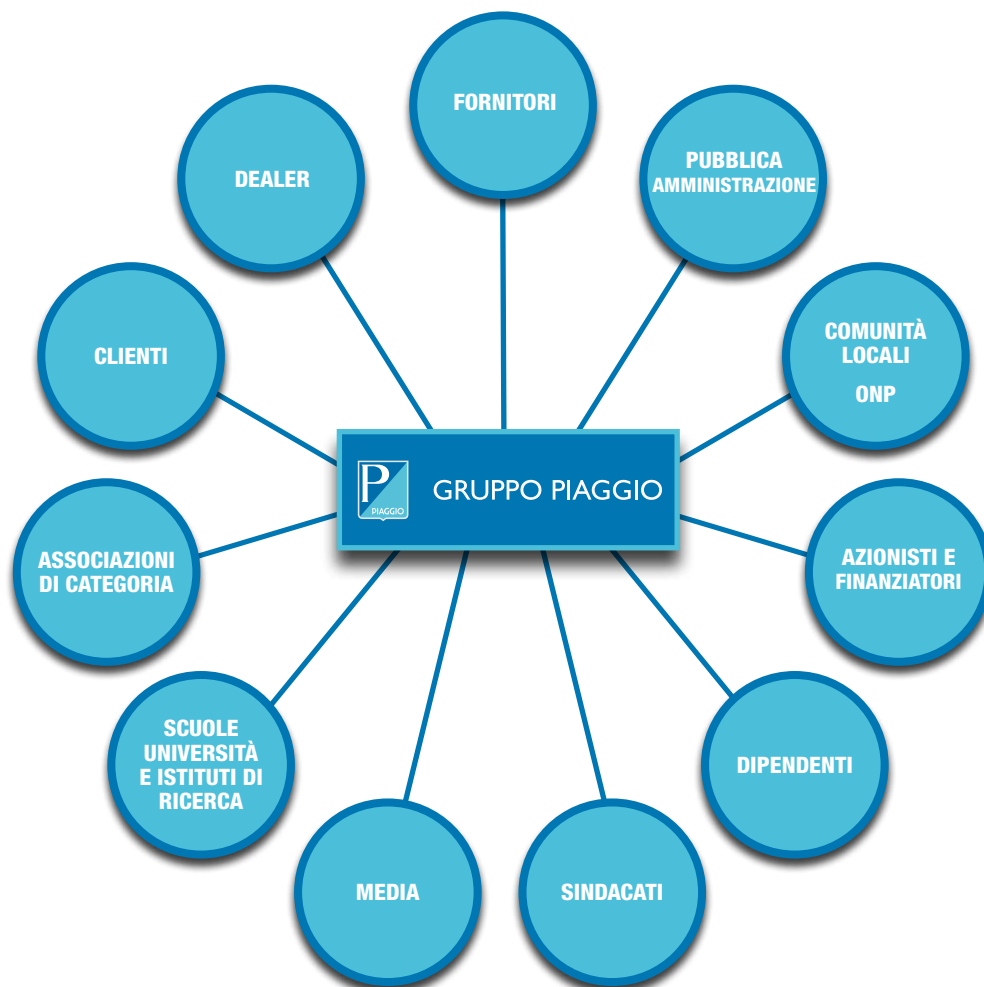 FORNITORI
PUBBLICA
AMMINISTRAZIONE
DEALER
COMUNITÀ
LOCALI
ONP
CLIENTI
P
PIAGGIO
GRUPPO PIAGGIO
ASSOCIAZIONI
DI CATEGORIA
AZIONISTI E
FINANZIATORI
SCUOLE
UNIVERSITÀ
E ISTITUTI DI
RICERCA
DIPENDENTI
MEDIA
SINDACATI